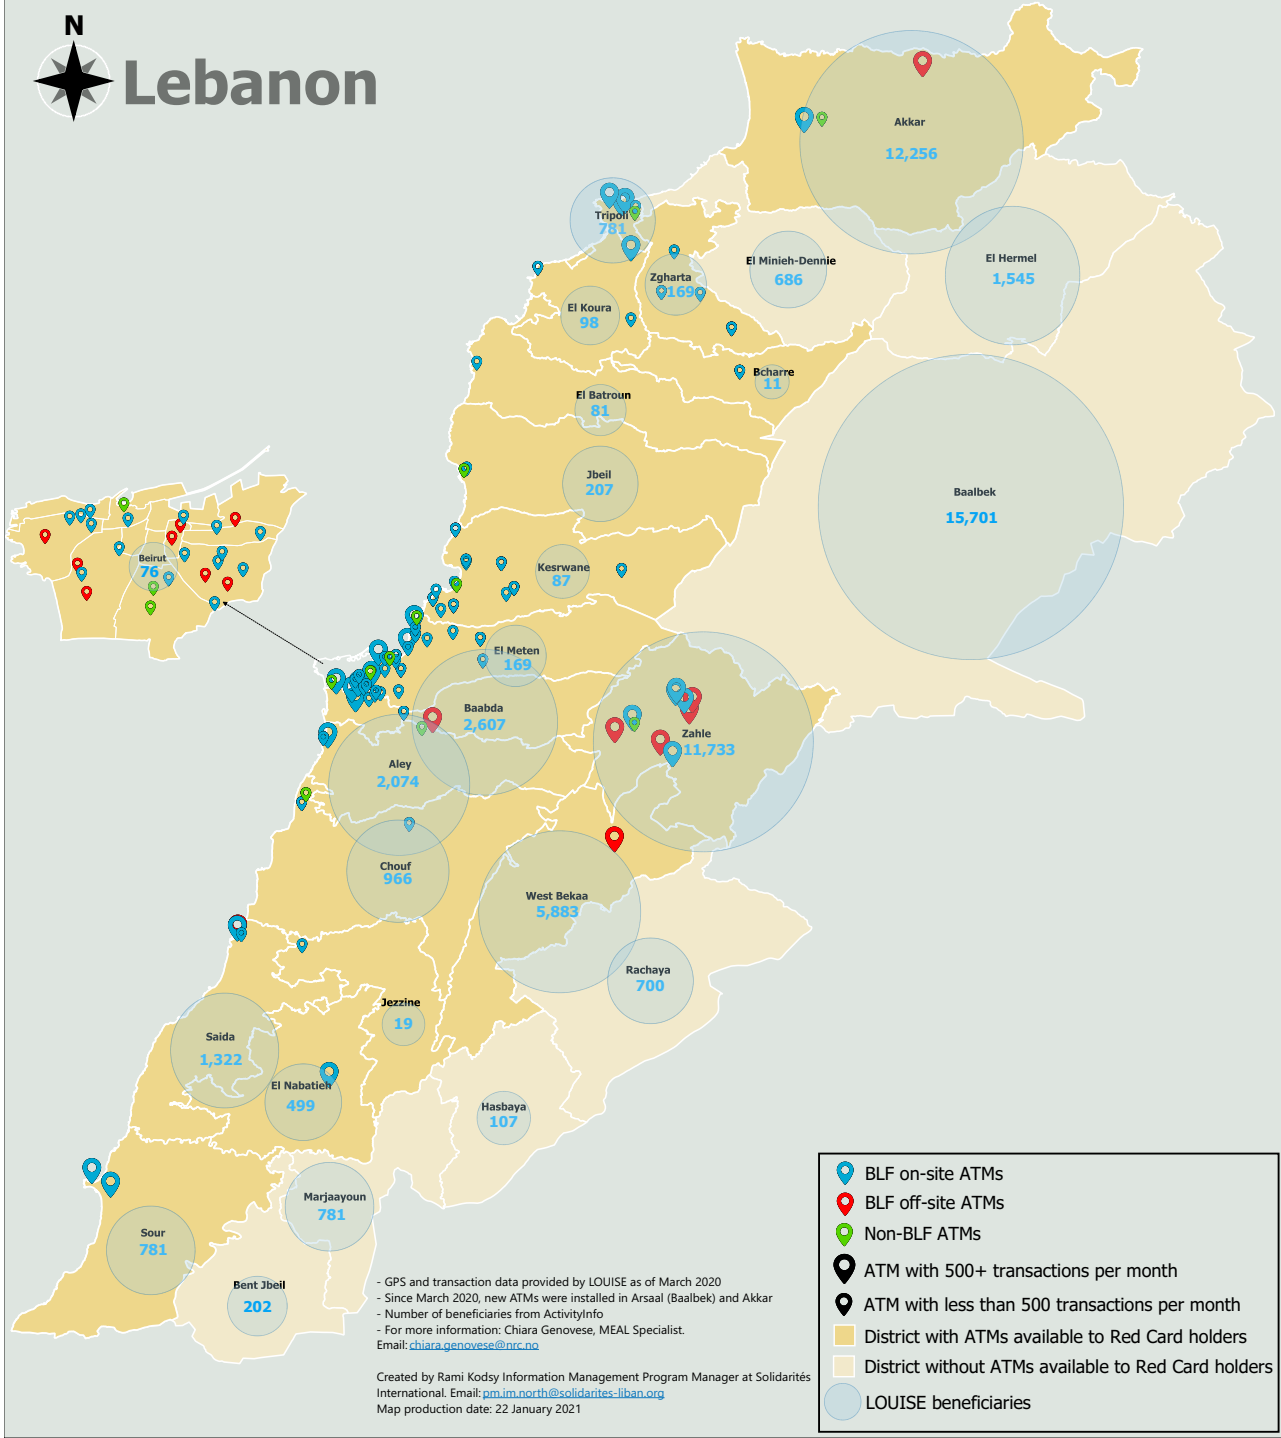 N
Lebanon
Akkar
12,256
Tripoli
781
El Hermel
1,545
El Minieh-Dennie
686
Zgharta
169
El Koura
98
Bcharre
11
El Batroun
81
Jbeil
207
Baalbek
15,701
Beirut
76
Kesrwane
87
El Meten
169
Baabda
2,607
Zahle
11,733
Aley
2,074
Chouf
966
West Bekaa
5,883
Rachaya
700
Jezzine
19
Saida
1,322
El Nabatieh
499
Hasbaya
107
Marjaayoun
781
Sour
781
Bent Jbeil
202
- GPS and transaction data provided by LOUISE as of March 2020
- Since March 2020, new ATMs were installed in Arsaal (Baalbek) and Akkar
- Number of beneficiaries from ActivityInfo
- For more information: Chiara Genovese, MEAL Specialist.
Email: chiara.genovese@nrc.no
Created by Rami Kodsy Information Management Program Manager at Solidarités
International. Email: pm.im.north@solidarites-liban.org
Map production date: 22 January 2021
BLF on-site ATMs
BLF off-site ATMs
Non-BLF ATMs
ATM with 500+ transactions per month
ATM with less than 500 transactions per month
District with ATMs available to Red Card holders
District without ATMs available to Red Card holders
LOUISE beneficiaries